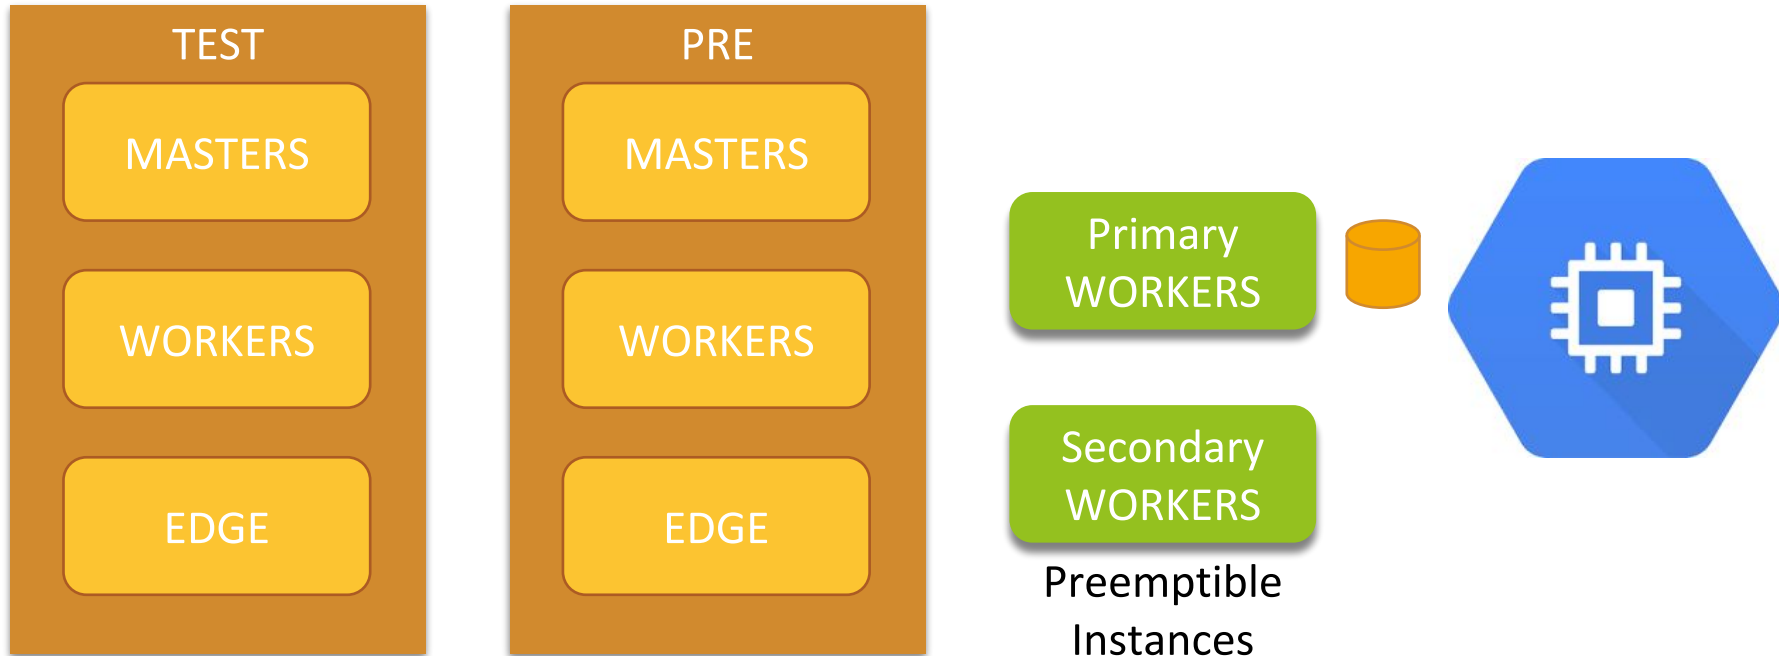 TEST
MASTERS
WORKERS
EDGE
PRE
MASTERS
WORKERS
EDGE
Primary
WORKERS
Secondary
WORKERS
Preemptible
Instances